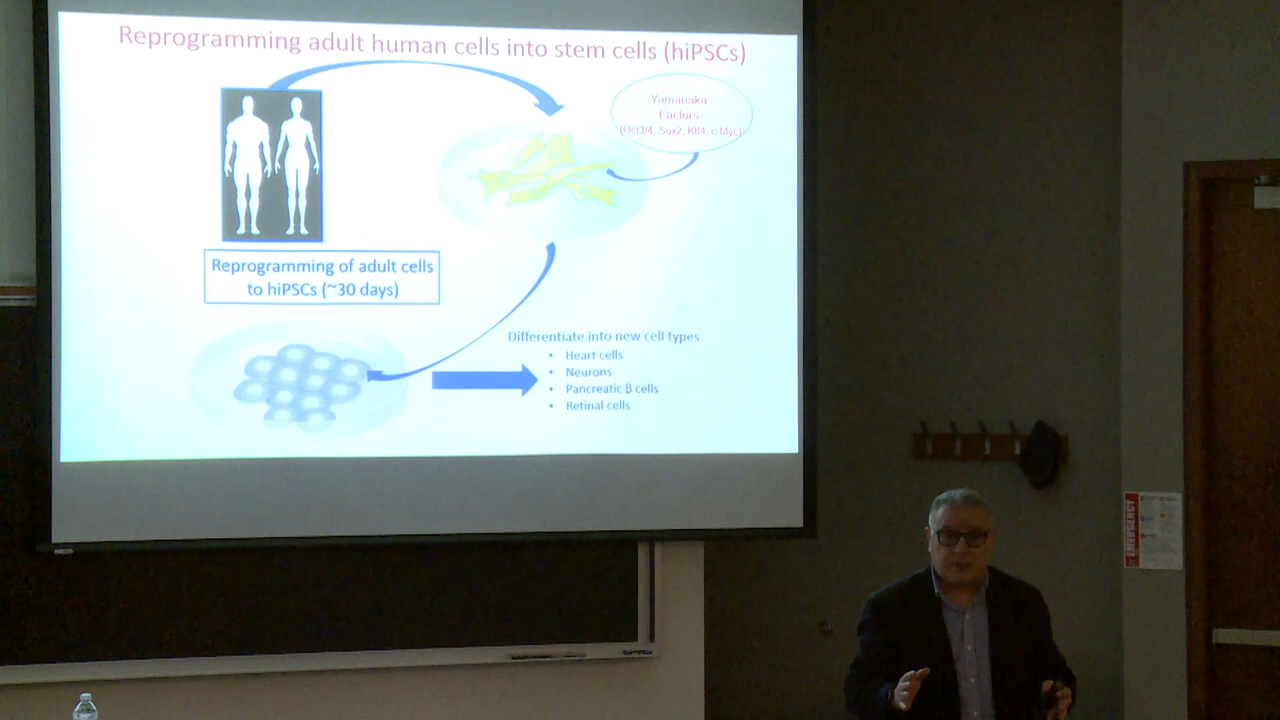 Reprogramming adult human cells into stem cells (hiPSCs)
Yamanaka
Factors
(Oct3/4, Sox2, Klf4, c-Myc)
Reprogramming of adult cells
to hiPSCs (~30 days)
Differentiate into new cell types
• Heart cells
• Neurons
• Pancreatic β cells
• Retinal cells
EMERGENCY